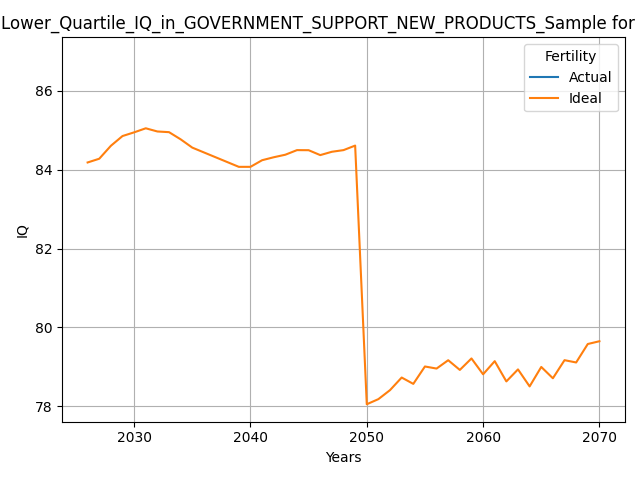 Lower_Quartile_IQ_in_GOVERNMENT_SUPPORT_NEW_PRODUCTS_Sample for
Fertility
Actual
Ideal
86
84
82
80
78
IQ
2030 2040 2050 2060 2070
Years